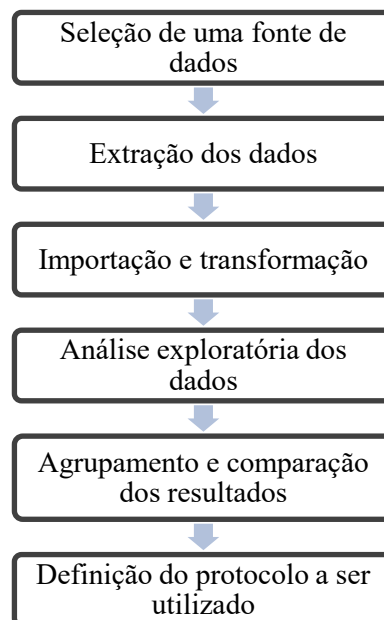 Seleção de uma fonte de
dados
Extração dos dados
Importação e transformação
Análise exploratória dos
dados
Agrupamento e comparação
dos resultados
Definição do protocolo a ser
utilizado